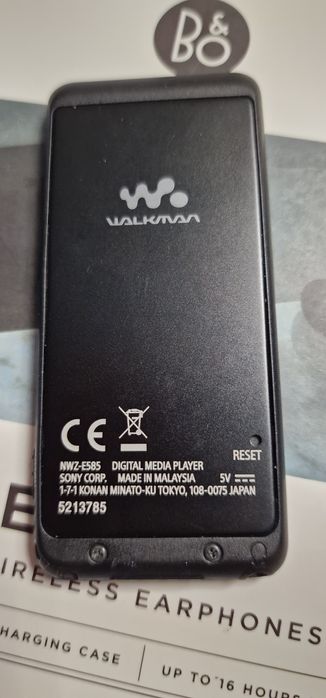 B&O
WALKMAN
CE
RESET
NWZ-E585 DIGITAL MEDIA PLAYER
SONY CORP. MADE IN MALAYSIA 5V
1-7-1 KONAN MINATO-KU TOKYO, 108-0075 JAPAN
5213785
E
IRELESS EARPHONES
HARGING CASE
UP TO 16 HOURS